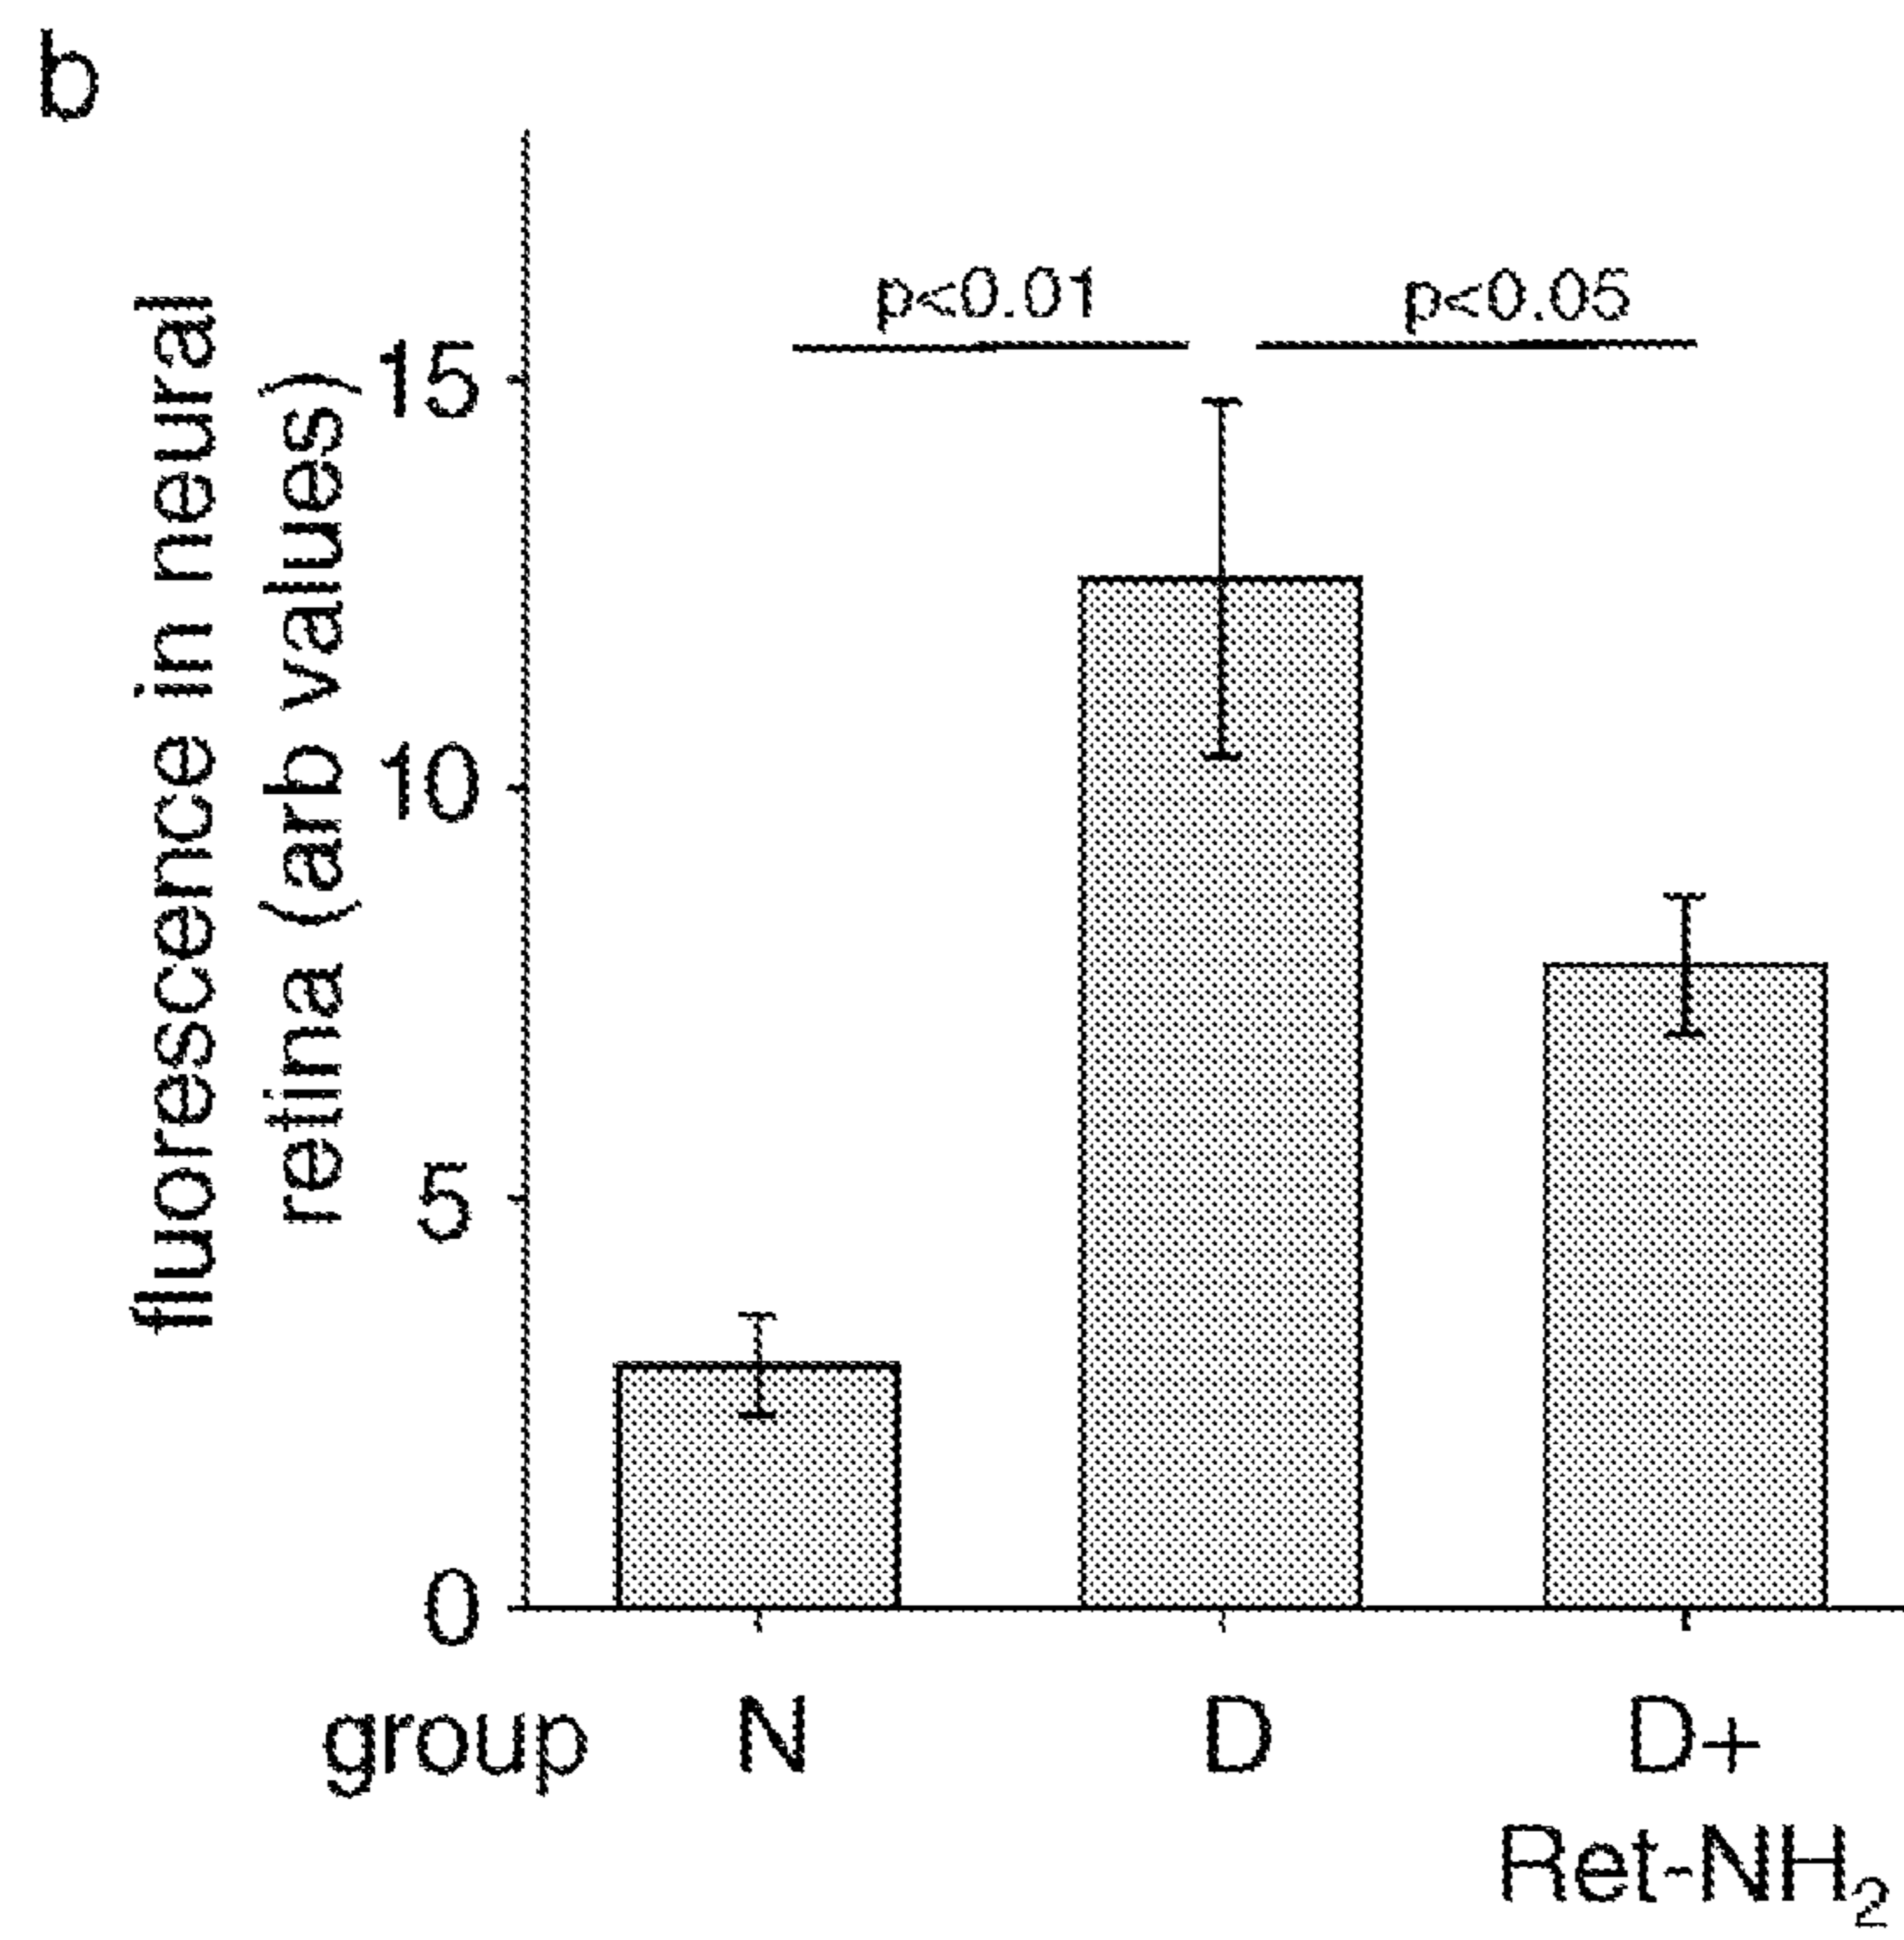 b
fluorescence in neural
retina (arb values)
p<0.01
p<0.05
15
10
5
0
group N D D+
Ret-NH₂